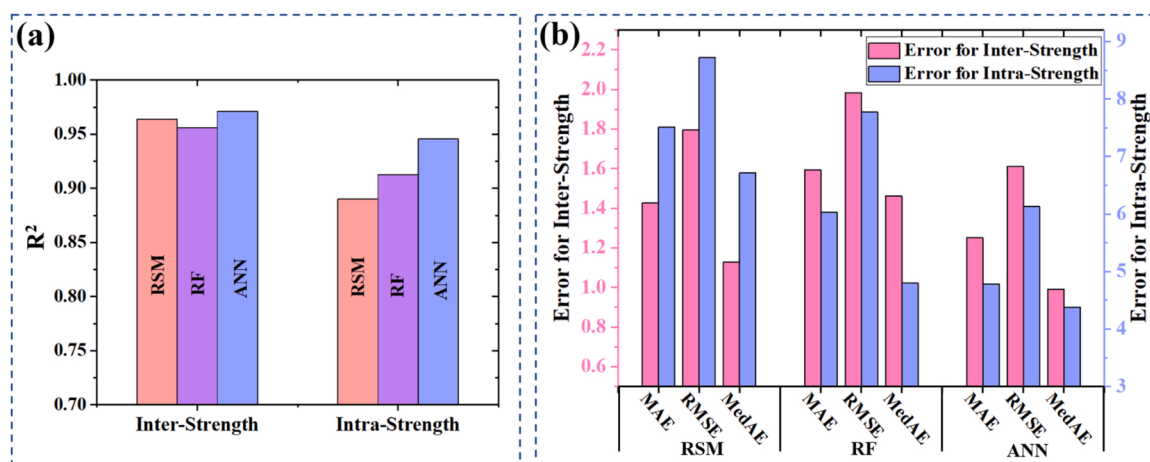 (a)
1.00
0.95
0.90
0.85
0.80
0.75
0.70
R²
RSM
RF
ANN
RSM
RF
ANN
Inter-Strength
Intra-Strength
(b)
Error for Inter-Strength
Error for Intra-Strength
2.2
2.0
1.8
1.6
1.4
1.2
1.0
0.8
0.6
Error for Inter-Strength
9
8
7
6
5
4
3
Error for Intra-Strength
MAE
RMSE
MedAE
MAE
RMSE
MedAE
MAE
RMSE
MedAE
RSM
RF
ANN